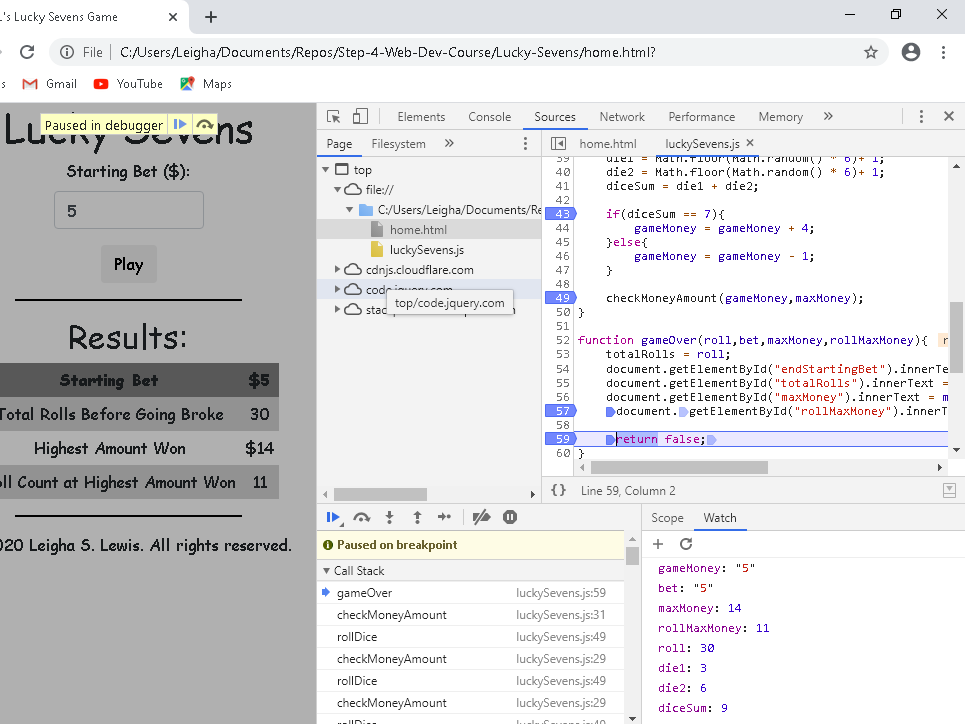 L's Lucky Sevens Game
File C:/Users/Leigha/Documents/Repos/Step-4-Web-Dev-Course/Lucky-Sevens/home.html?
s Gmail YouTube Maps
Lucky Sevens
Paused in debugger
Starting Bet ($):
5
Play
Results:
Starting Bet $5
Total Rolls Before Going Broke 30
Highest Amount Won $14
oll Count at Highest Amount Won 11
020 Leigha S. Lewis. All rights reserved.
Elements Console Sources Network Performance Memory »
Page Filesystem »
top
file://
C:/Users/Leigha/Documents/Re
home.html
luckySevens.js
cdnjs.cloudflare.com
code.jquery.com
top/code.jquery.com
home.html luckySevens.js
39 die1 = Math.floor(Math.random() * 6)+ 1;
40 die2 = Math.floor(Math.random() * 6)+ 1;
41 diceSum = die1 + die2;
42
43 if(diceSum == 7){
44 gameMoney = gameMoney + 4;
45 }else{
46 gameMoney = gameMoney - 1;
47 }
48
49 checkMoneyAmount(gameMoney,maxMoney);
50 }
51
52 function gameOver(roll,bet,maxMoney,rollMaxMoney){ r
53 totalRolls = roll;
54 document.getElementById("endStartingBet").innerTe
55 document.getElementById("totalRolls").innerText =
56 document.getElementById("maxMoney").innerText = m
57 document.getElementById("rollMaxMoney").innerT
58
59 return false;
60 }
{} Line 59, Column 2
Paused on breakpoint
Call Stack
gameOver luckySevens.js:59
checkMoneyAmount luckySevens.js:31
rollDice luckySevens.js:49
checkMoneyAmount luckySevens.js:29
rollDice luckySevens.js:49
checkMoneyAmount luckySevens.js:29
rollDice luckySevens.js:49
Scope Watch
gameMoney: "5"
bet: "5"
maxMoney: 14
rollMaxMoney: 11
roll: 30
die1: 3
die2: 6
diceSum: 9